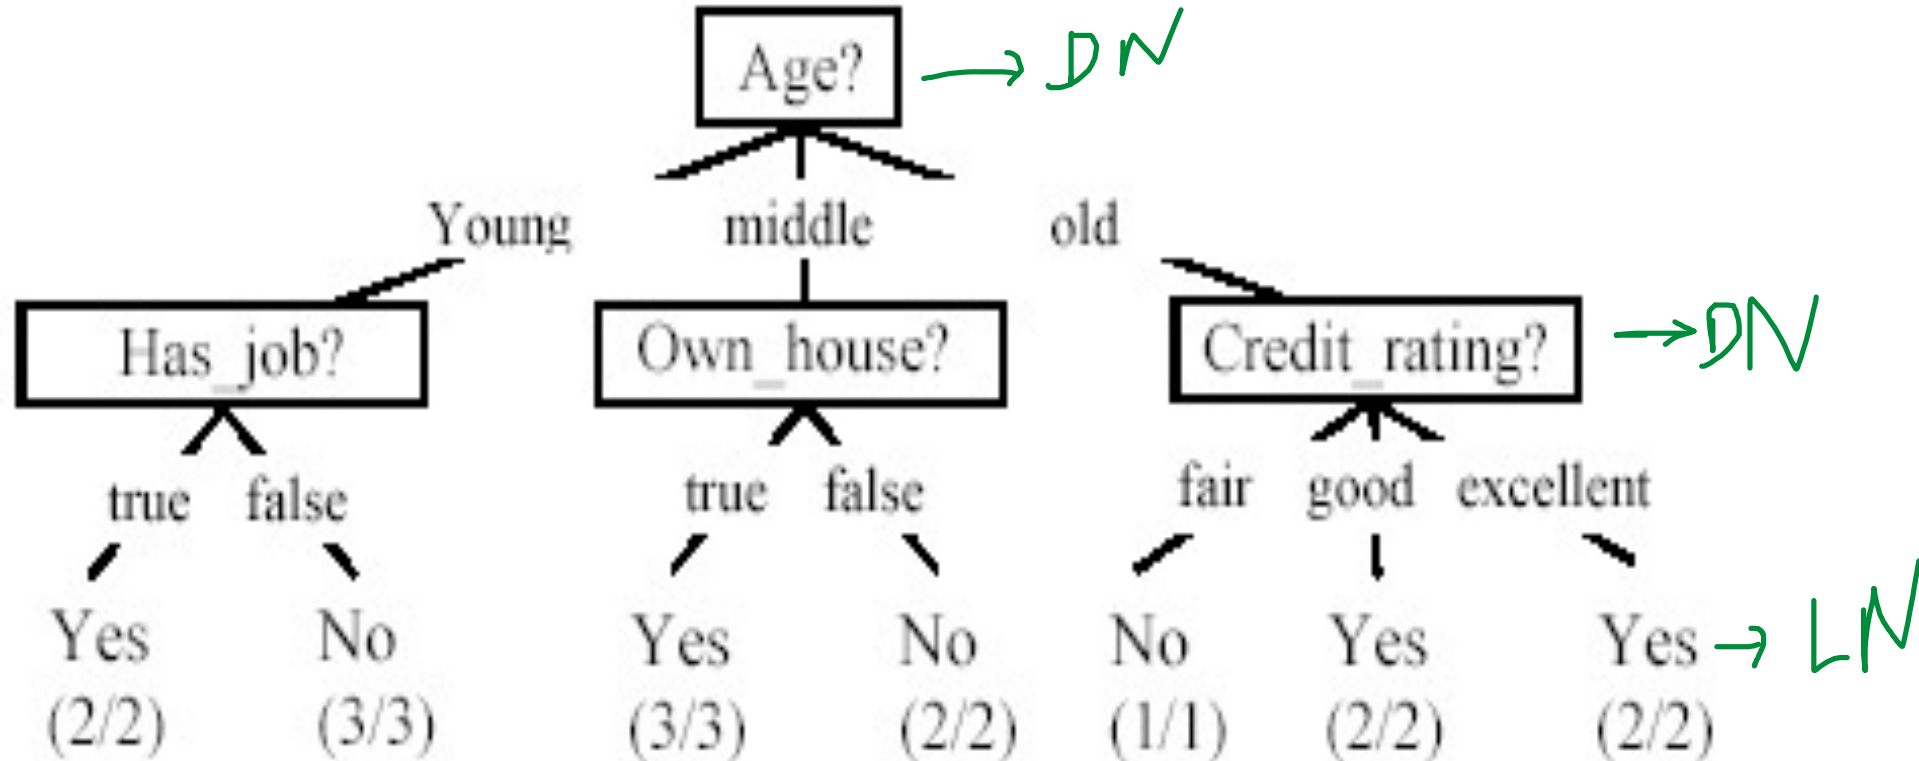 Age? → DN
Young middle old
Has_job? Own_house? Credit_rating? → DN
true false true false fair good excellent
Yes No Yes No No Yes Yes → LN
(2/2) (3/3) (3/3) (2/2) (1/1) (2/2) (2/2)